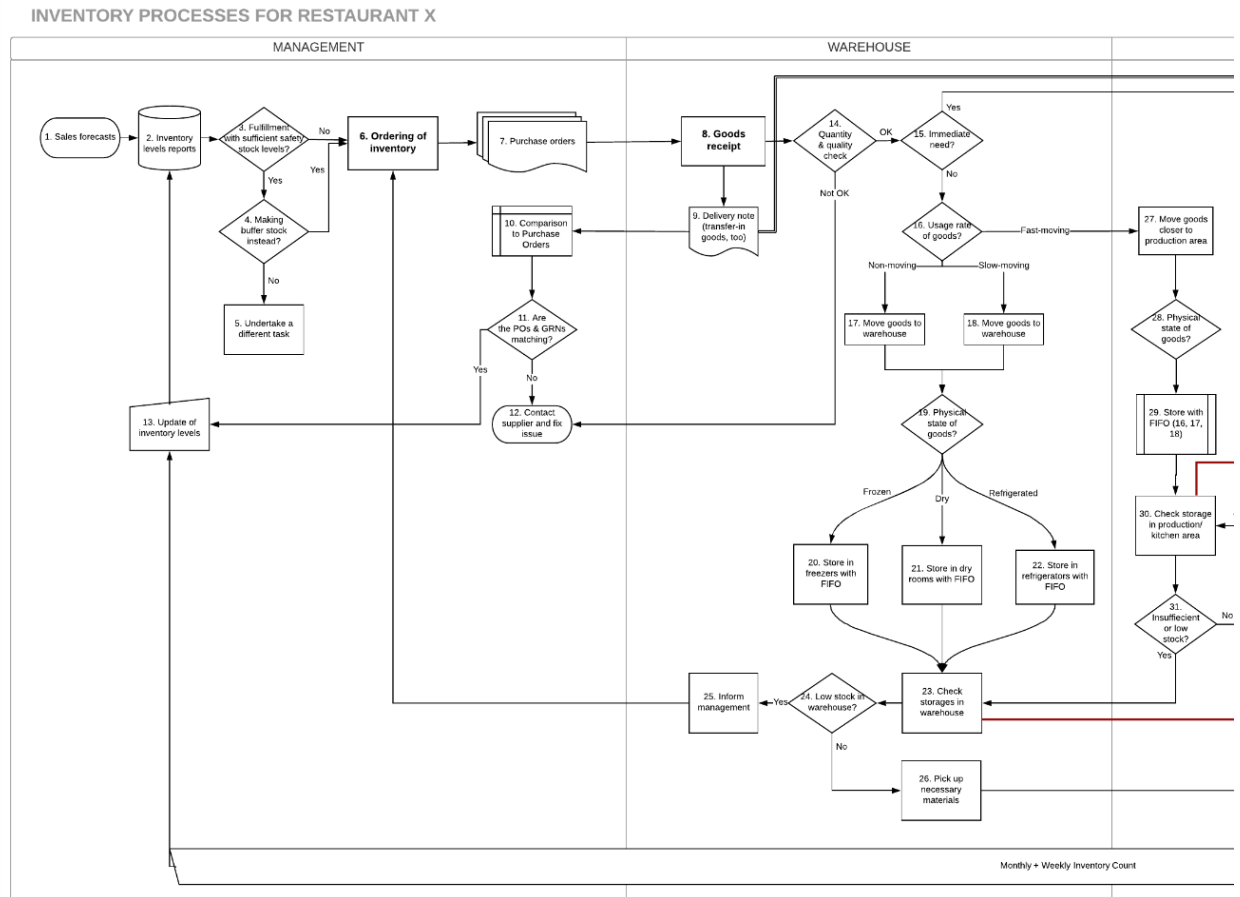 INVENTORY PROCESSES FOR RESTAURANT X
MANAGEMENT
WAREHOUSE
1. Sales forecasts
2. Inventory
levels reports
3. Fulfillment
with sufficient safety
stock levels?
No
Yes
Yes
4. Making
buffer stock
instead?
No
5. Undertake a
different task
6. Ordering of
inventory
7. Purchase orders
8. Goods
receipt
9. Delivery note
(transfer-in
goods, too)
10. Comparison
to Purchase
Orders
11. Are
the POs & GRNs
matching?
Yes
No
12. Contact
supplier and fix
issue
13. Update of
inventory levels
14.
Quantity
& quality
check
OK
Not OK
15. Immediate
need?
Yes
No
16. Usage rate
of goods?
Fast-moving
Non-moving
Slow-moving
17. Move goods to
warehouse
18. Move goods to
warehouse
19. Physical
state of
goods?
Frozen
Dry
Refrigerated
20. Store in
freezers with
FIFO
21. Store in dry
rooms with FIFO
22. Store in
refrigerators with
FIFO
23. Check
storages in
warehouse
24. Low stock in
warehouse?
Yes
No
25. Inform
management
26. Pick up
necessary
materials
27. Move goods
closer to
production area
28. Physical
state of
goods?
29. Store with
FIFO (16, 17,
18)
30. Check storage
in production/
kitchen area
31.
Insuffiecient
or low
stock?
No
Yes
Monthly + Weekly Inventory Count